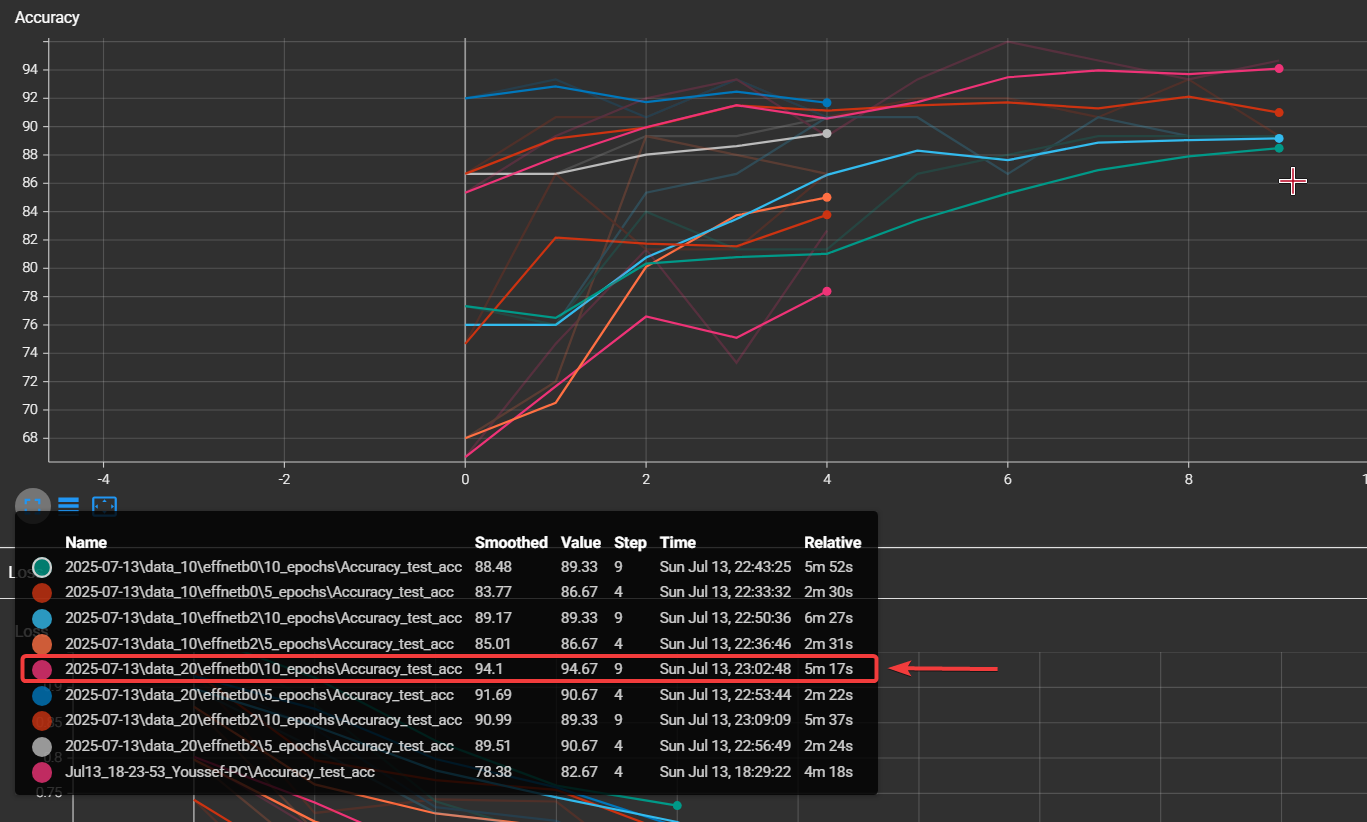 Accuracy
94
92
90
88
86
84
82
80
78
76
74
72
70
68
-4 -2 0 2 4 6 8 1
Name Smoothed Value Step Time Relative
2025-07-13\data_10\effnetb0\10_epochs\Accuracy_test_acc 88.48 89.33 9 Sun Jul 13, 22:43:25 5m 52s
2025-07-13\data_10\effnetb0\5_epochs\Accuracy_test_acc 83.77 86.67 4 Sun Jul 13, 22:33:32 2m 30s
2025-07-13\data_10\effnetb2\10_epochs\Accuracy_test_acc 89.17 89.33 9 Sun Jul 13, 22:50:36 6m 27s
2025-07-13\data_10\effnetb2\5_epochs\Accuracy_test_acc 85.01 86.67 4 Sun Jul 13, 22:36:46 2m 31s
2025-07-13\data_20\effnetb0\10_epochs\Accuracy_test_acc 94.1 94.67 9 Sun Jul 13, 23:02:48 5m 17s
2025-07-13\data_20\effnetb0\5_epochs\Accuracy_test_acc 91.69 90.67 4 Sun Jul 13, 22:53:44 2m 22s
2025-07-13\data_20\effnetb2\10_epochs\Accuracy_test_acc 90.99 89.33 9 Sun Jul 13, 23:09:09 5m 37s
2025-07-13\data_20\effnetb2\5_epochs\Accuracy_test_acc 89.51 90.67 4 Sun Jul 13, 22:56:49 2m 24s
Jul13_18-23-53_Youssef-PC\Accuracy_test_acc 78.38 82.67 4 Sun Jul 13, 18:29:22 4m 18s
Loss
Loss
0.8
0.75